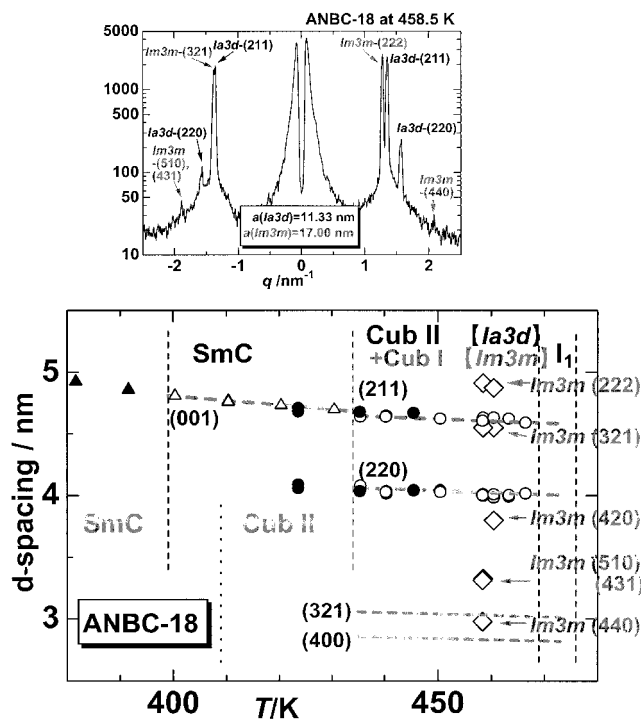 ANBC-18 at 458.5 K
5000
1000
500
100
50
10
Im3m-(321)
Ia3d-(211)
Im3m-(222)
Ia3d-(211)
Ia3d-(220)
Im3m
-(510),
(431)
Ia3d-(220)
Im3m
-(440)
a(Ia3d)=11.33 nm
a(Im3m)=17.00 nm
-2 -1 0 1 2
q /nm⁻¹
SmC
Cub II 【Ia3d】 I₁
+Cub I 【Im3m】
5
4
3
d-spacing / nm
(001)
(211)
(220)
(321)
(400)
Im3m (222)
Im3m (321)
Im3m (420)
Im3m (510)
(431)
Im3m (440)
SmC
Cub II
ANBC-18
400 450
T/K